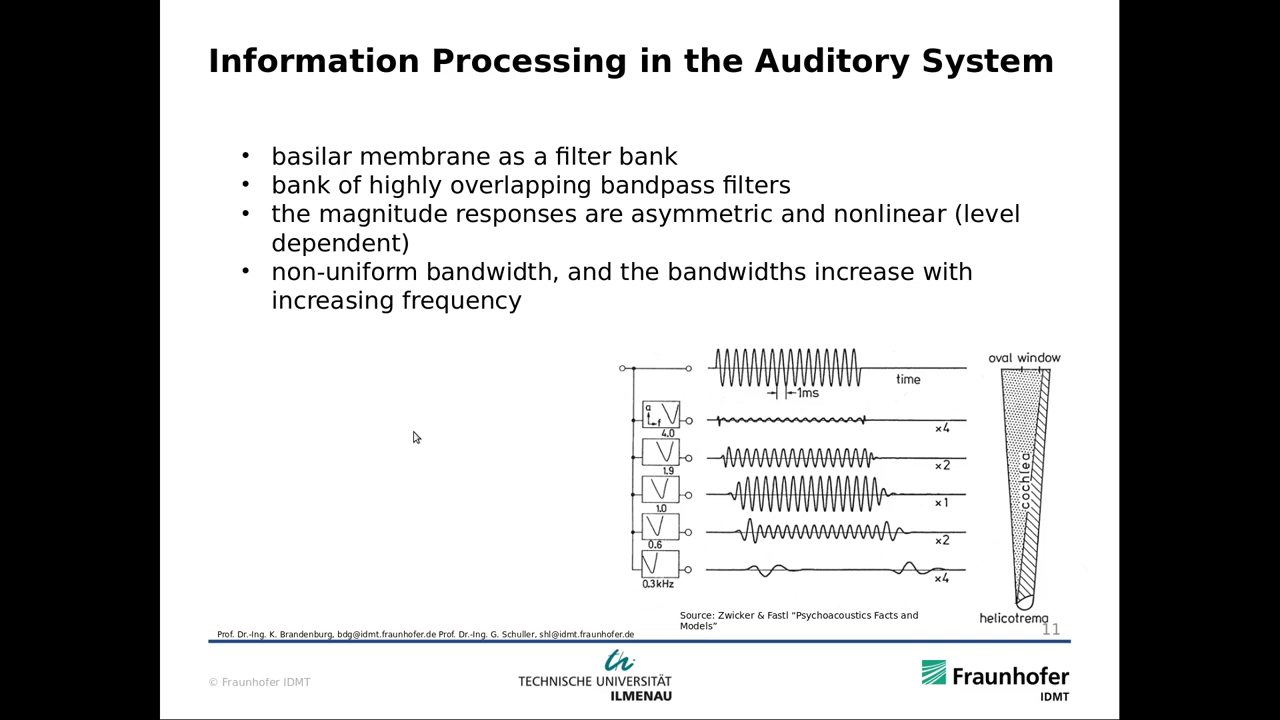 Information Processing in the Auditory System
• basilar membrane as a filter bank
• bank of highly overlapping bandpass filters
• the magnitude responses are asymmetric and nonlinear (level
dependent)
• non-uniform bandwidth, and the bandwidths increase with
increasing frequency
time
1ms
a
f
4.0
×4
1.9
×2
1.0
×1
0.6
×2
0.3kHz
×4
oval window
cochlea
helicotrema
Source: Zwicker & Fastl “Psychoacoustics Facts and
Models”
11
Prof. Dr.-Ing. K. Brandenburg, bdg@idmt.fraunhofer.de Prof. Dr.-Ing. G. Schuller, shl@idmt.fraunhofer.de
© Fraunhofer IDMT
th
TECHNISCHE UNIVERSITÄT
ILMENAU
Fraunhofer
IDMT